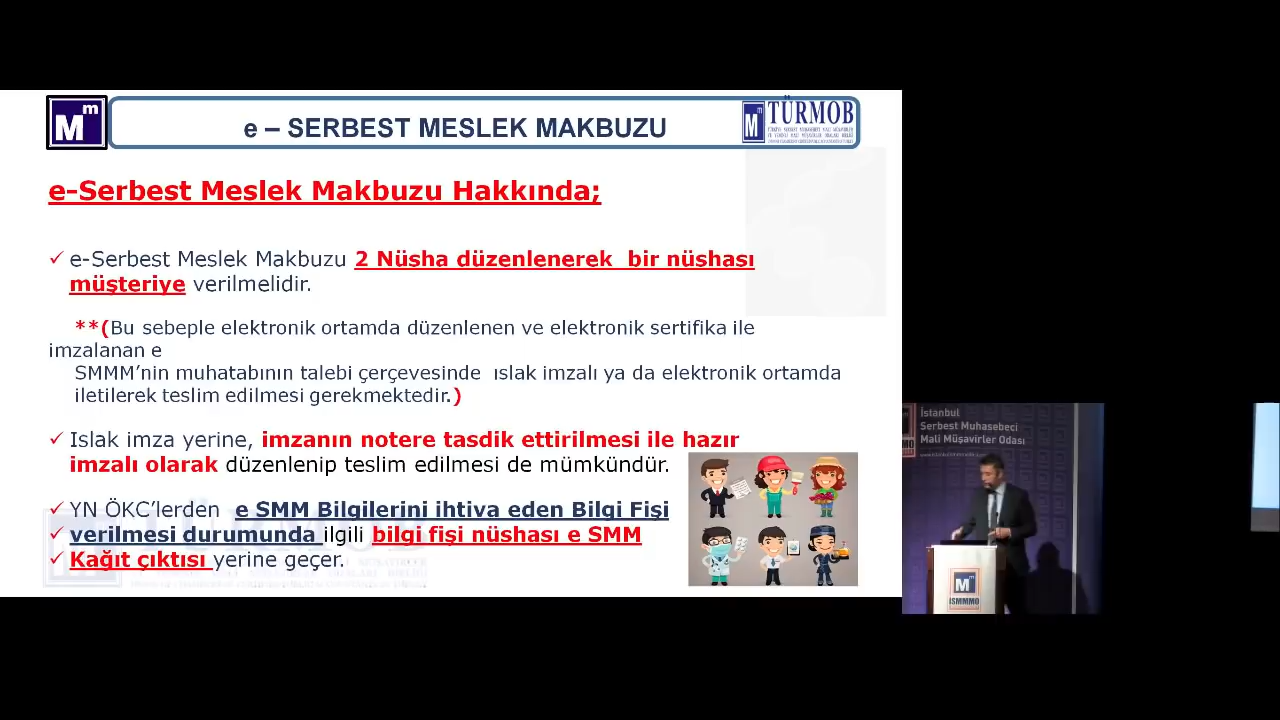 e – SERBEST MESLEK MAKBUZU
TÜRMOB
e-Serbest Meslek Makbuzu Hakkında;
e-Serbest Meslek Makbuzu 2 Nüsha düzenlenerek bir nüshası
müşteriye verilmelidir.
**(Bu sebeple elektronik ortamda düzenlenen ve elektronik sertifika ile
imzalanan e
SMMM’nin muhatabının talebi çerçevesinde ıslak imzalı ya da elektronik ortamda
iletilerek teslim edilmesi gerekmektedir.)
Islak imza yerine, imzanın notere tasdik ettirilmesi ile hazır
imzalı olarak düzenlenip teslim edilmesi de mümkündür.
YN ÖKC’lerden e SMM Bilgilerini ihtiva eden Bilgi Fişi
verilmesi durumunda ilgili bilgi fişi nüshası e SMM
Kağıt çıktısı yerine geçer.
İstanbul
Serbest Muhasebeci
Mali Müşavirler Odası
Mm
İSMMMO